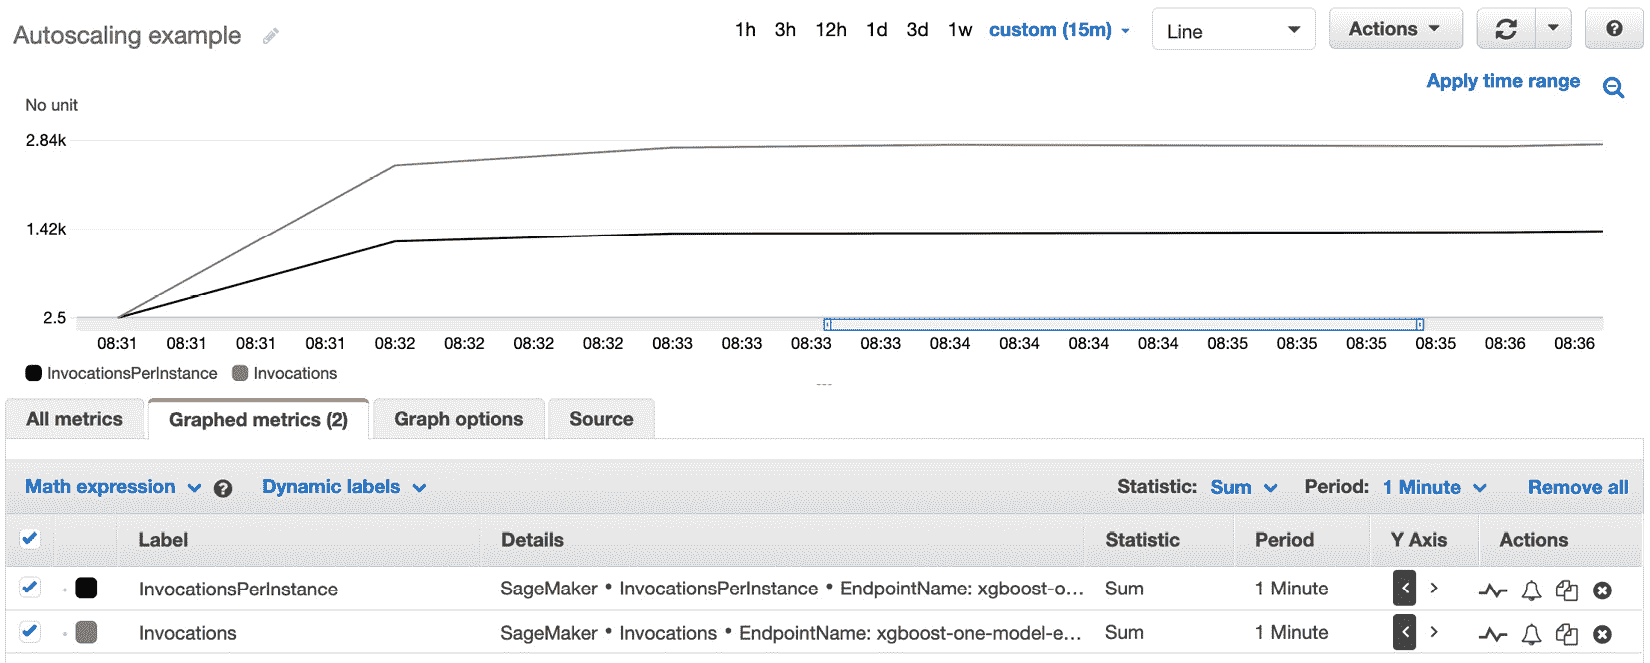 Autoscaling example 1h 3h 12h 1d 3d 1w custom (15m) Line Actions
Apply time range
No unit
2.84k
1.42k
2.5
08:31 08:31 08:31 08:31 08:32 08:32 08:32 08:32 08:33 08:33 08:33 08:33 08:34 08:34 08:34 08:34 08:35 08:35 08:35 08:35 08:36 08:36
InvocationsPerInstance Invocations
All metrics Graphed metrics (2) Graph options Source
Math expression Dynamic labels Statistic: Sum Period: 1 Minute Remove all
Label Details Statistic Period Y Axis Actions
InvocationsPerInstance SageMaker • InvocationsPerInstance • EndpointName: xgboost-o... Sum 1 Minute < >
Invocations SageMaker • Invocations • EndpointName: xgboost-one-model-e... Sum 1 Minute < >